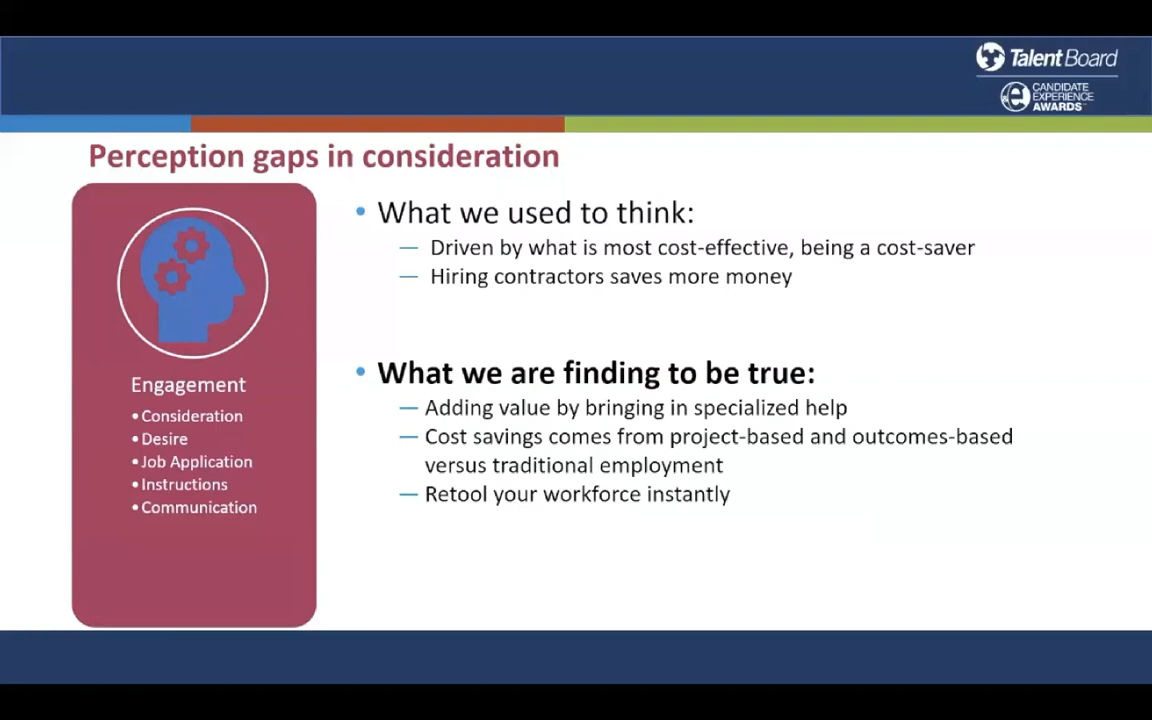 TalentBoard
CANDIDATE
EXPERIENCE
AWARDS
Perception gaps in consideration
Engagement
• Consideration
• Desire
• Job Application
• Instructions
• Communication
• What we used to think:
— Driven by what is most cost-effective, being a cost-saver
— Hiring contractors saves more money
• What we are finding to be true:
— Adding value by bringing in specialized help
— Cost savings comes from project-based and outcomes-based
versus traditional employment
— Retool your workforce instantly